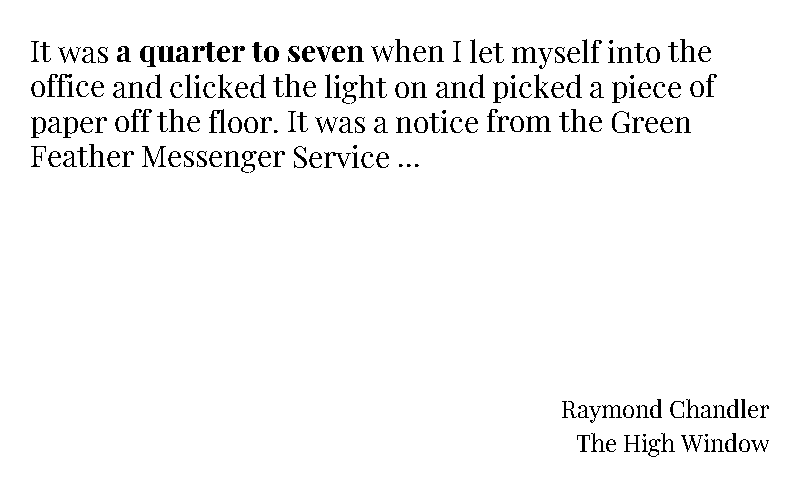 It was a quarter to seven when I let myself into the
office and clicked the light on and picked a piece of
paper off the floor. It was a notice from the Green
Feather Messenger Service ...
Raymond Chandler
The High Window